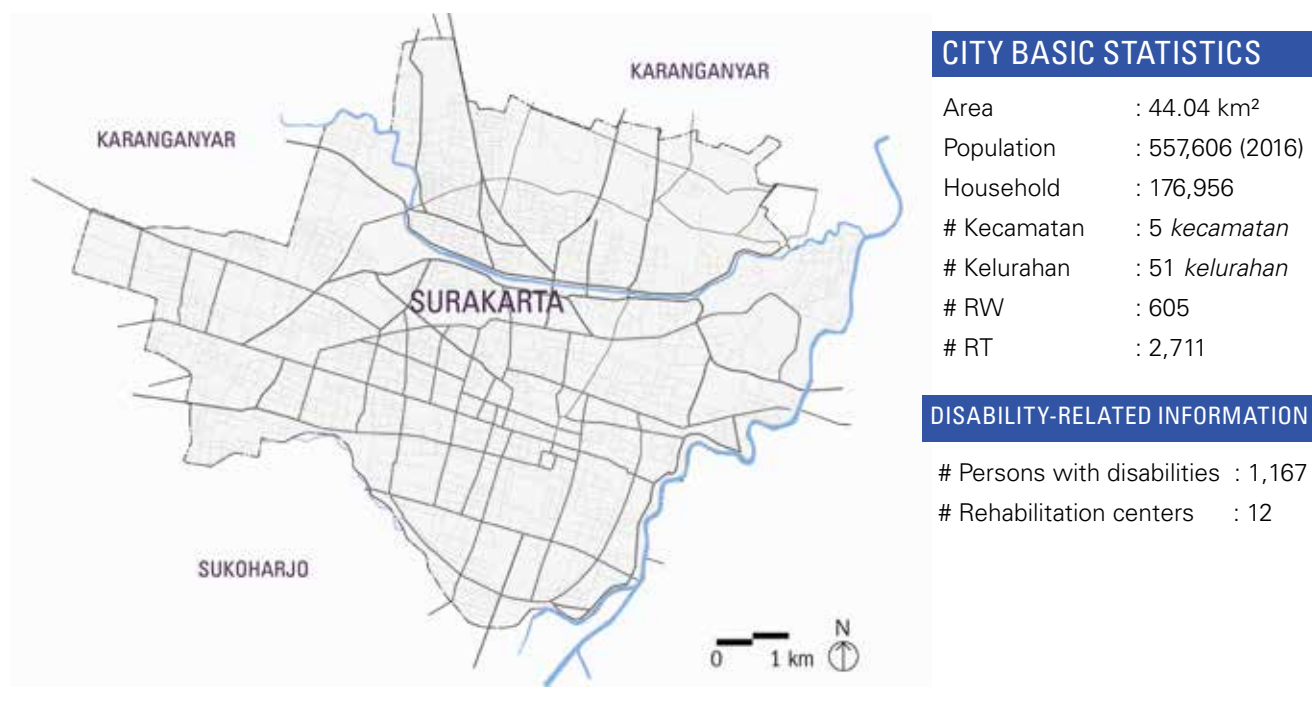 KARANGANYAR
KARANGANYAR
SURAKARTA
SUKOHARJO
N
0 1 km
CITY BASIC STATISTICS
Area : 44.04 km²
Population : 557,606 (2016)
Household : 176,956
# Kecamatan : 5 kecamatan
# Kelurahan : 51 kelurahan
# RW : 605
# RT : 2,711
DISABILITY-RELATED INFORMATION
# Persons with disabilities : 1,167
# Rehabilitation centers : 12